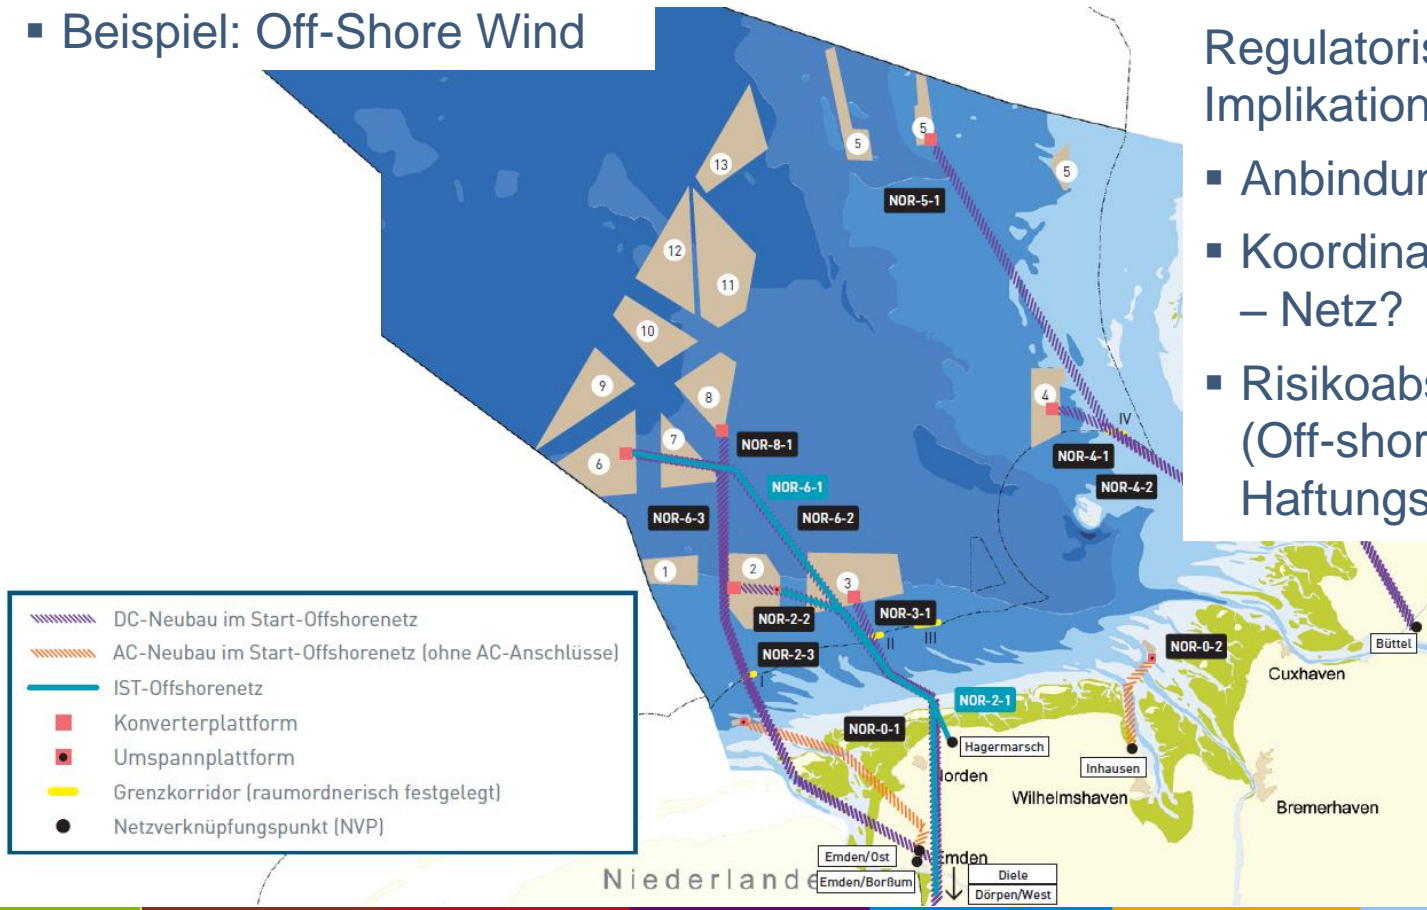 ▪ Beispiel: Off-Shore Wind
Regulatoris
Implikation
▪ Anbindur
▪ Koordina
– Netz?
▪ Risikoabs
(Off-shor
Haftungs
5
5
5
13
NOR-5-1
12
11
10
9
8
4
IV
7
6
NOR-8-1
NOR-4-1
NOR-6-1
NOR-4-2
NOR-6-3
NOR-6-2
1
2
3
NOR-2-2
NOR-3-1
III
II
NOR-2-3
I
NOR-0-2
Büttel
Cuxhaven
NOR-2-1
NOR-0-1
Hagermarsch
Norden
Inhausen
Wilhelmshaven
Bremerhaven
Emden/Ost
Emden
Niederlande
Emden/Borßum
Diele
Dörpen/West
DC-Neubau im Start-Offshorenetz
AC-Neubau im Start-Offshorenetz (ohne AC-Anschlüsse)
IST-Offshorenetz
Konverterplattform
Umspannplattform
Grenzkorridor (raumordnerisch festgelegt)
Netzverknüpfungspunkt (NVP)